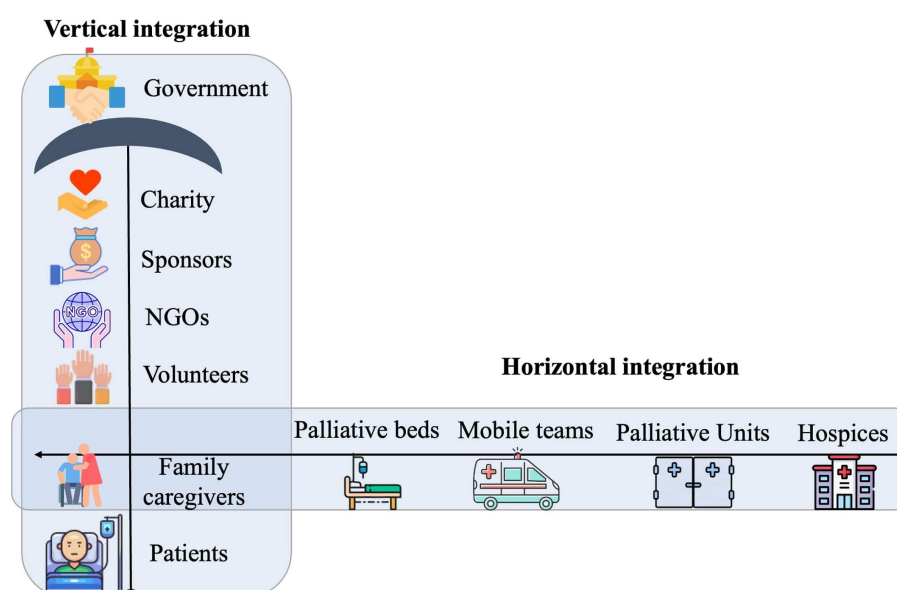 Vertical integration
Government
Charity
Sponsors
NGO
NGOs
Volunteers
Horizontal integration
Palliative beds
Mobile teams
Palliative Units
Hospices
Family
caregivers
Patients